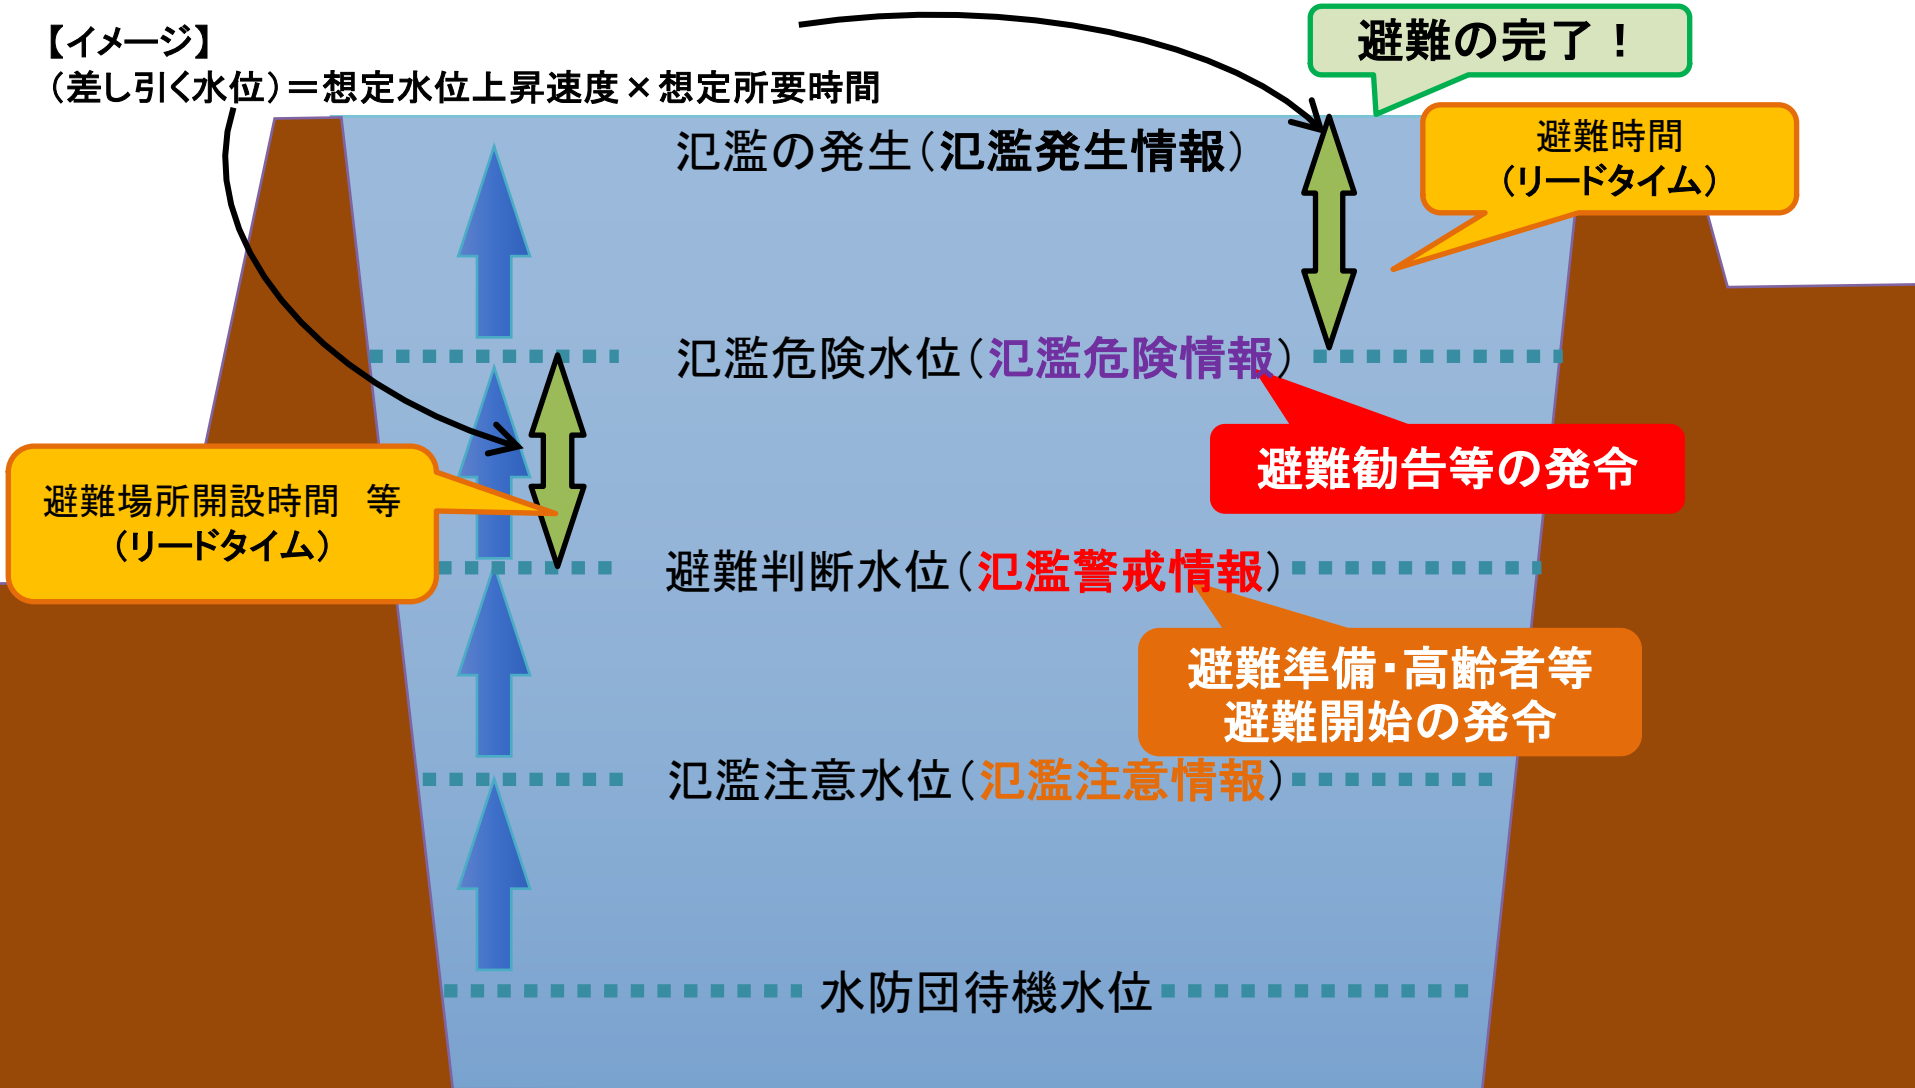 【イメージ】
（差し引く水位）＝想定水位上昇速度×想定所要時間
避難の完了！
氾濫の発生（氾濫発生情報）
避難時間
（リードタイム）
氾濫危険水位（氾濫危険情報）
避難勧告等の発令
避難場所開設時間　等
（リードタイム）
避難判断水位（氾濫警戒情報）
避難準備・高齢者等
避難開始の発令
氾濫注意水位（氾濫注意情報）
水防団待機水位